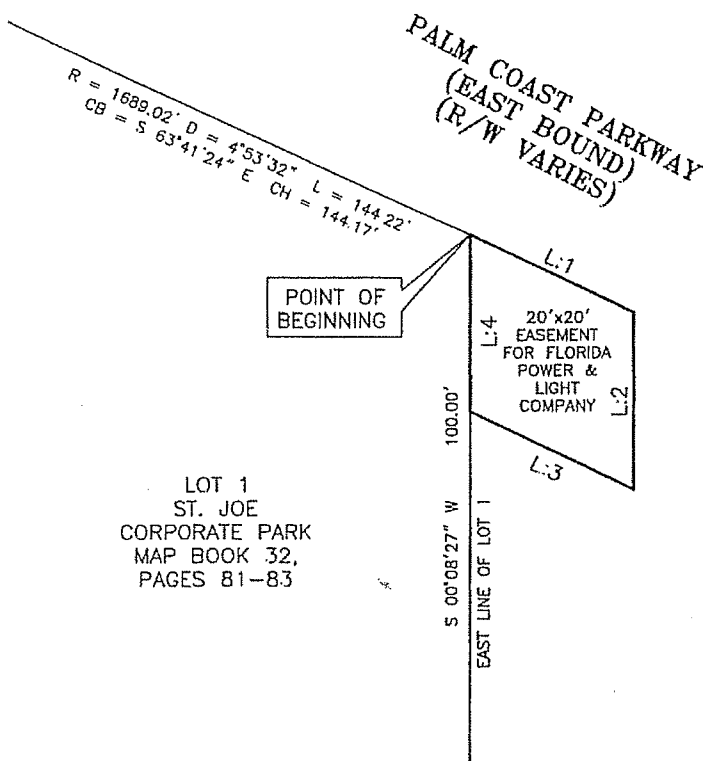 PALM COAST PARKWAY
(EAST BOUND)
(R/W VARIES)
R = 1689.02' D = 4°53'32" L = 144.22'
CB = S 63°41'24" E CH = 144.17'
POINT OF
BEGINNING
L:1
L:4
20'x20'
EASEMENT
FOR FLORIDA
POWER &
LIGHT
COMPANY
L:2
L:3
100.00'
S 00°08'27" W
EAST LINE OF LOT 1
LOT 1
ST. JOE
CORPORATE PARK
MAP BOOK 32,
PAGES 81-83